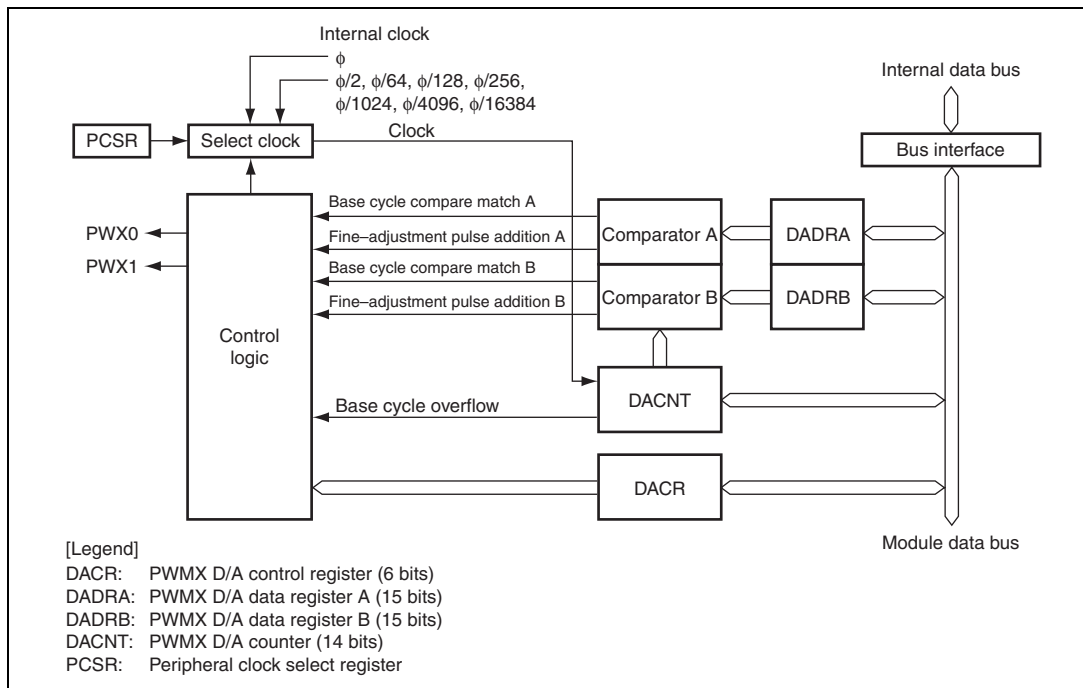 Internal clock
ϕ
ϕ/2, ϕ/64, ϕ/128, ϕ/256,
ϕ/1024, ϕ/4096, ϕ/16384
Internal data bus
PCSR
Select clock
Clock
Bus interface
Base cycle compare match A
PWX0
Fine–adjustment pulse addition A
Comparator A
DADRA
PWX1
Base cycle compare match B
Fine–adjustment pulse addition B
Comparator B
DADRB
Control
logic
DACNT
Base cycle overflow
DACR
Module data bus
[Legend]
DACR: PWMX D/A control register (6 bits)
DADRA: PWMX D/A data register A (15 bits)
DADRB: PWMX D/A data register B (15 bits)
DACNT: PWMX D/A counter (14 bits)
PCSR: Peripheral clock select register